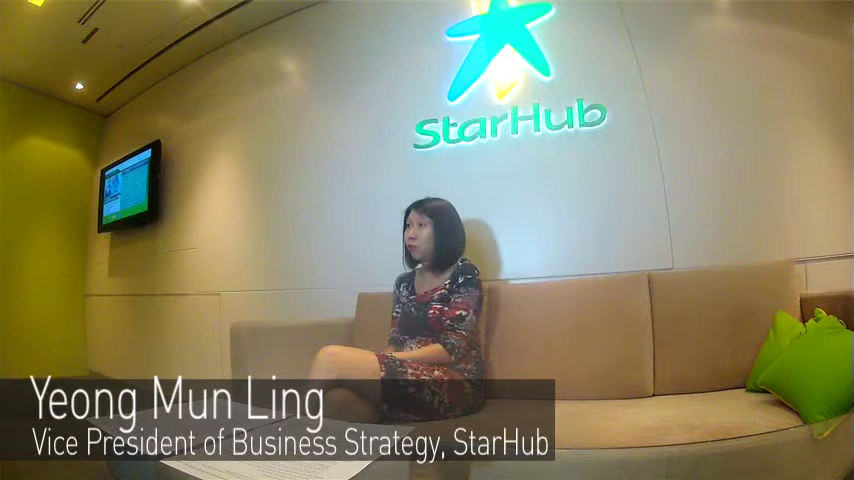 StarHub
Yeong Mun Ling
Vice President of Business Strategy, StarHub